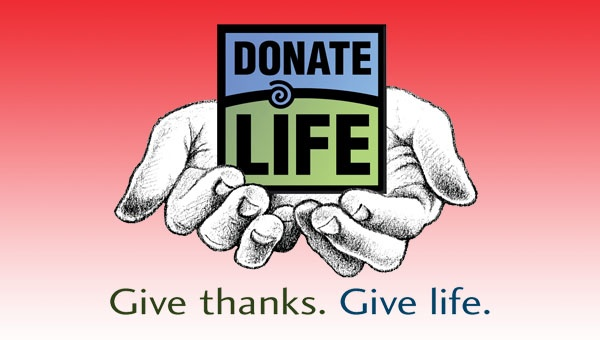 DONATE
LIFE
Give thanks. Give life.